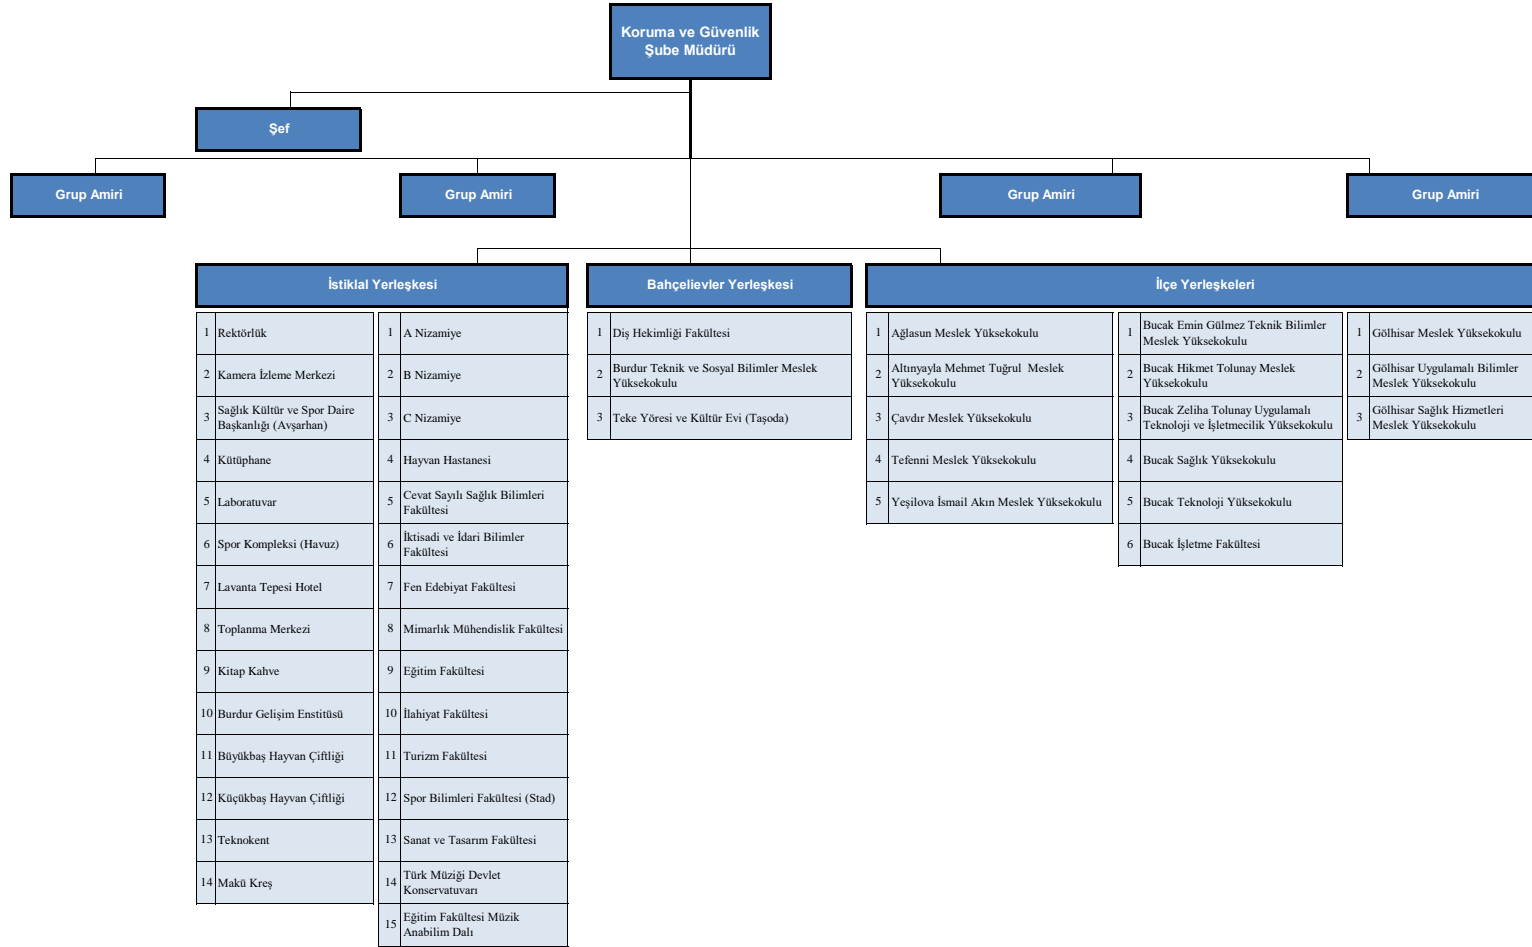 Koruma ve Güvenlik
Şube Müdürü
Şef
Grup Amiri
Grup Amiri
Grup Amiri
Grup Amiri
İstiklal Yerleşkesi
1 Rektörlük
2 Kamera İzleme Merkezi
3 Sağlık Kültür ve Spor Daire
Başkanlığı (Avşarhan)
4 Kütüphane
5 Laboratuvar
6 Spor Kompleksi (Havuz)
7 Lavanta Tepesi Hotel
8 Toplanma Merkezi
9 Kitap Kahve
10 Burdur Gelişim Enstitüsü
11 Büyükbaş Hayvan Çiftliği
12 Küçükbaş Hayvan Çiftliği
13 Teknokent
14 Makü Kreş
1 A Nizamiye
2 B Nizamiye
3 C Nizamiye
4 Hayvan Hastanesi
5 Cevat Sayılı Sağlık Bilimleri
Fakültesi
6 İktisadi ve İdari Bilimler
Fakültesi
7 Fen Edebiyat Fakültesi
8 Mimarlık Mühendislik Fakültesi
9 Eğitim Fakültesi
10 İlahiyat Fakültesi
11 Turizm Fakültesi
12 Spor Bilimleri Fakültesi (Stad)
13 Sanat ve Tasarım Fakültesi
14 Türk Müziği Devlet
Konservatuvarı
15 Eğitim Fakültesi Müzik
Anabilim Dalı
Bahçelievler Yerleşkesi
1 Diş Hekimliği Fakültesi
2 Burdur Teknik ve Sosyal Bilimler Meslek
Yüksekokulu
3 Teke Yöresi ve Kültür Evi (Taşoda)
İlçe Yerleşkeleri
1 Ağlasun Meslek Yüksekokulu
2 Altınyayla Mehmet Tuğrul Meslek
Yüksekokulu
3 Çavdır Meslek Yüksekokulu
4 Tefenni Meslek Yüksekokulu
5 Yeşilova İsmail Akın Meslek Yüksekokulu
1 Bucak Emin Gülmez Teknik Bilimler
Meslek Yüksekokulu
2 Bucak Hikmet Tolunay Meslek
Yüksekokulu
3 Bucak Zeliha Tolunay Uygulamalı
Teknoloji ve İşletmecilik Yüksekokulu
4 Bucak Sağlık Yüksekokulu
5 Bucak Teknoloji Yüksekokulu
6 Bucak İşletme Fakültesi
1 Gölhisar Meslek Yüksekokulu
2 Gölhisar Uygulamalı Bilimler
Meslek Yüksekokulu
3 Gölhisar Sağlık Hizmetleri
Meslek Yüksekokulu